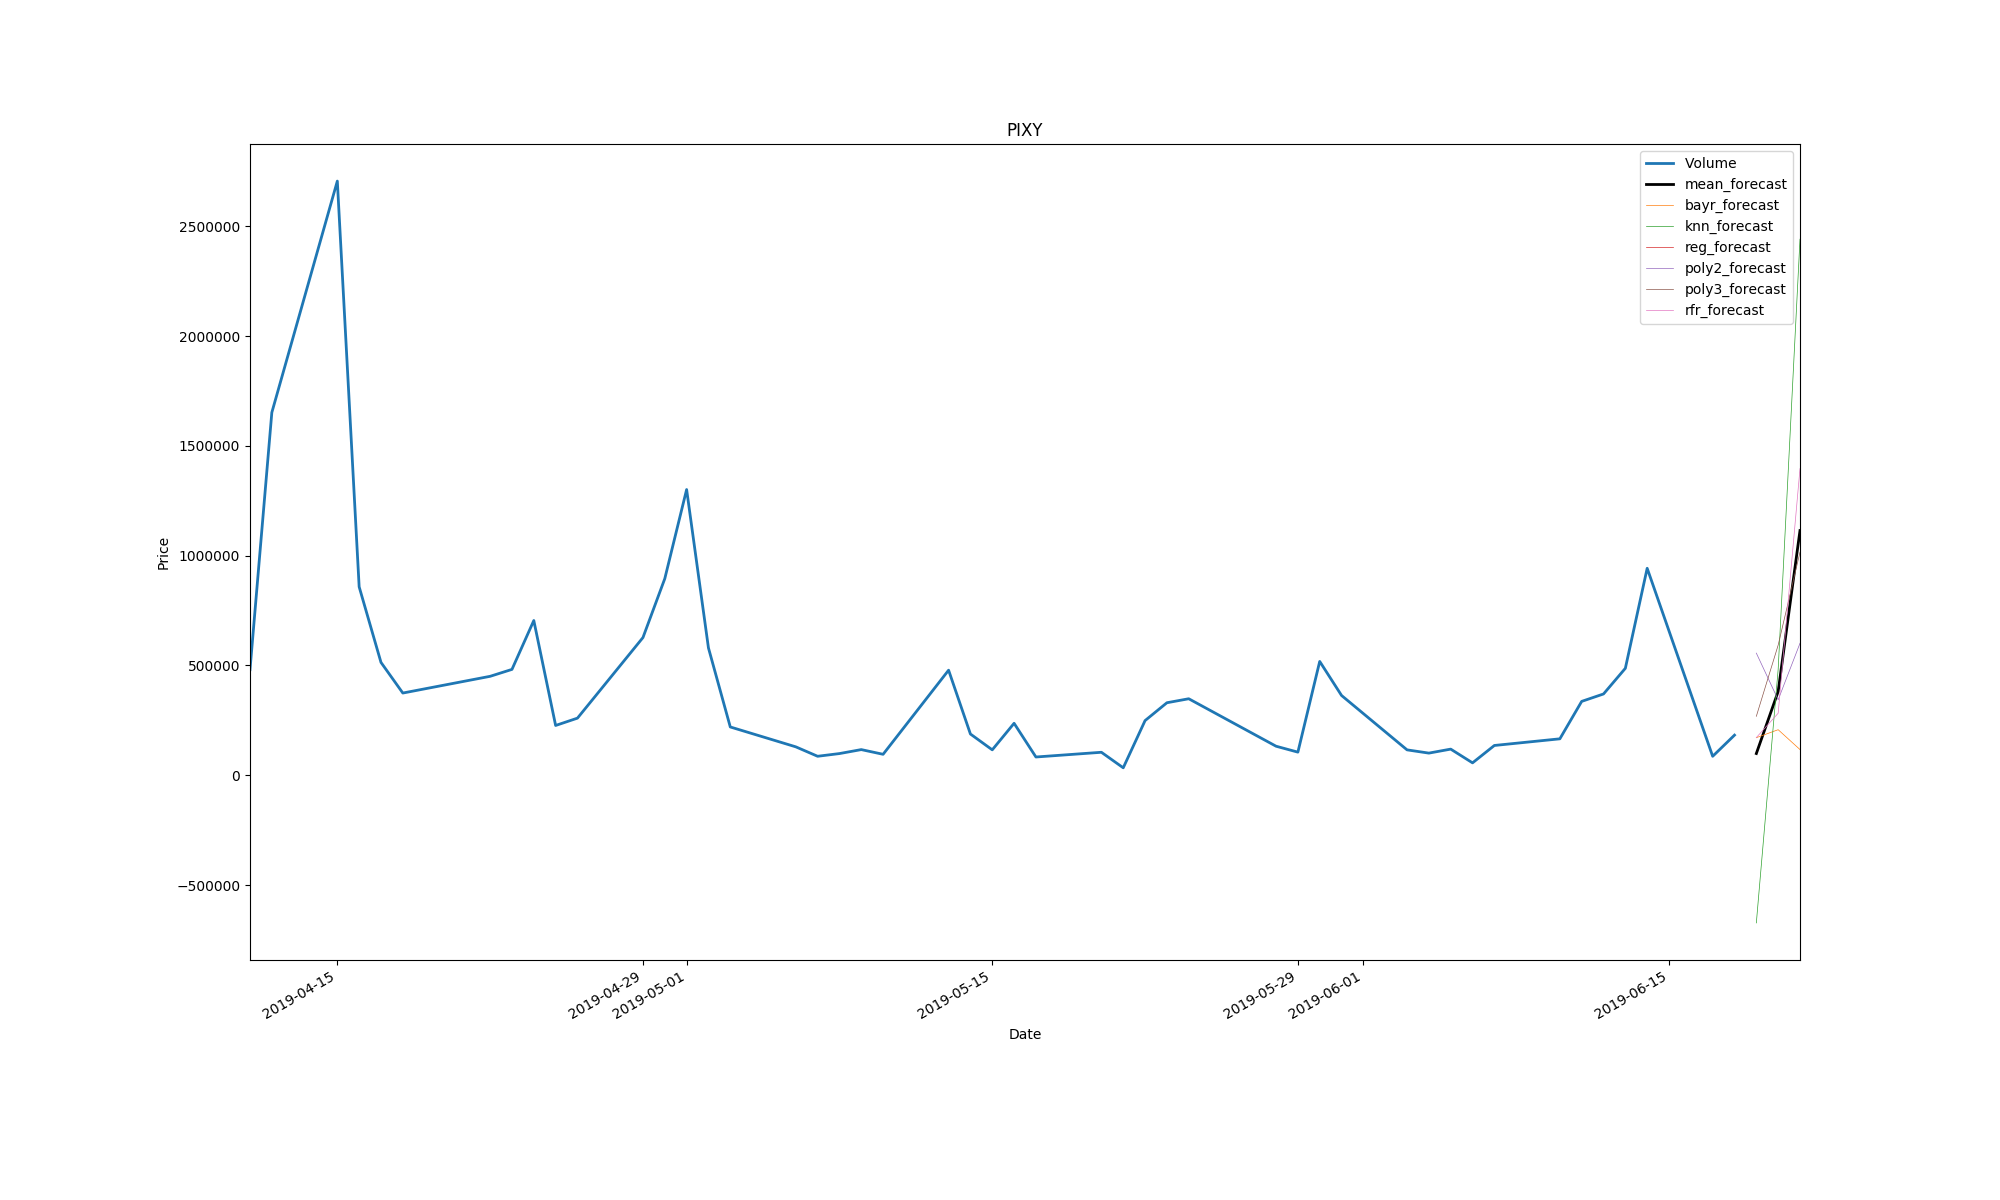 PIXY
Volume
mean_forecast
bayr_forecast
knn_forecast
reg_forecast
poly2_forecast
poly3_forecast
rfr_forecast
2500000
2000000
1500000
1000000
500000
0
−500000
Price
2019-04-15
2019-04-29
2019-05-01
2019-05-15
2019-05-29
2019-06-01
2019-06-15
Date